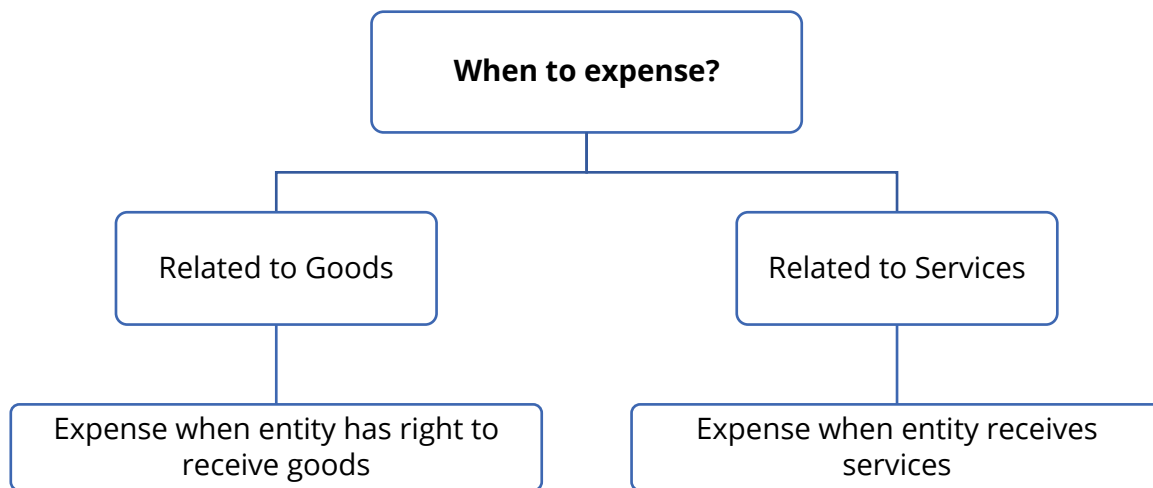 When to expense?
Related to Goods
Related to Services
Expense when entity has right to
receive goods
Expense when entity receives
services